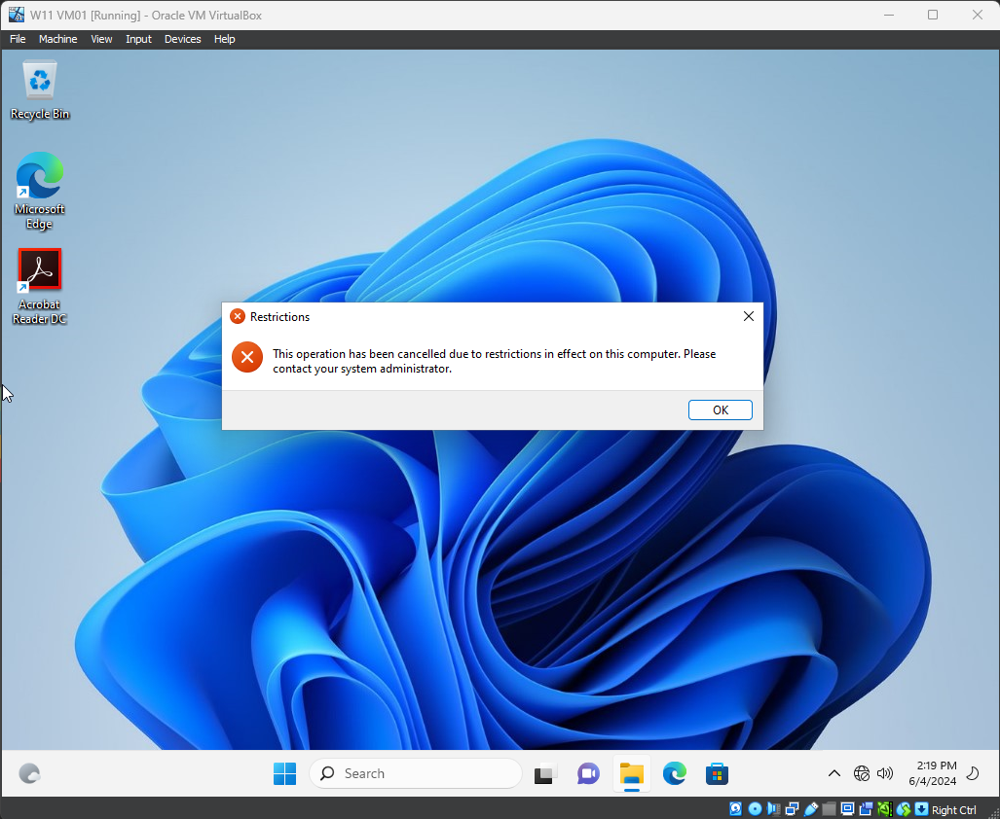 W11 VM01 [Running] - Oracle VM VirtualBox
File Machine View Input Devices Help
Recycle Bin
Microsoft
Edge
Acrobat
Reader DC
Restrictions
This operation has been cancelled due to restrictions in effect on this computer. Please
contact your system administrator.
OK
Search
2:19 PM
6/4/2024
Right Ctrl